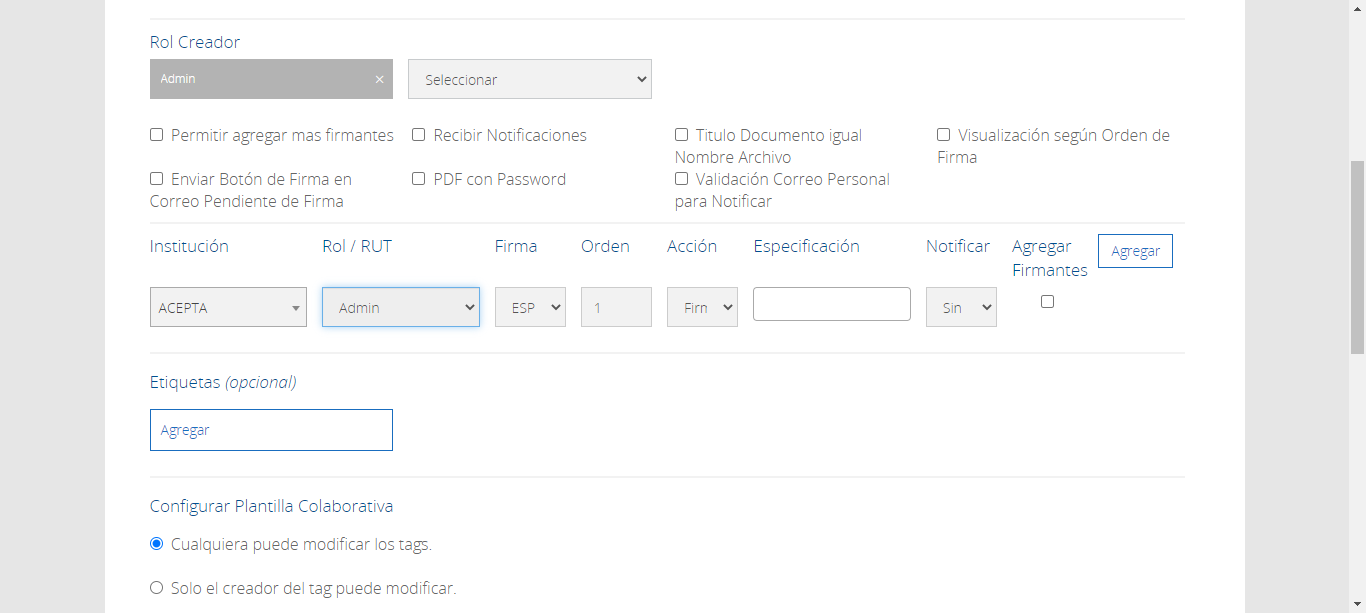 Rol Creador
Admin ×
Seleccionar
Permitir agregar mas firmantes
Recibir Notificaciones
Titulo Documento igual
Nombre Archivo
Visualización según Orden de
Firma
Enviar Botón de Firma en
Correo Pendiente de Firma
PDF con Password
Validación Correo Personal
para Notificar
Institución
Rol / RUT
Firma
Orden
Acción
Especificación
Notificar
Agregar
Firmantes
Agregar
ACEPTA
Admin
ESP
1
Firn
Sin
Etiquetas (opcional)
Agregar
Configurar Plantilla Colaborativa
Cualquiera puede modificar los tags.
Solo el creador del tag puede modificar.